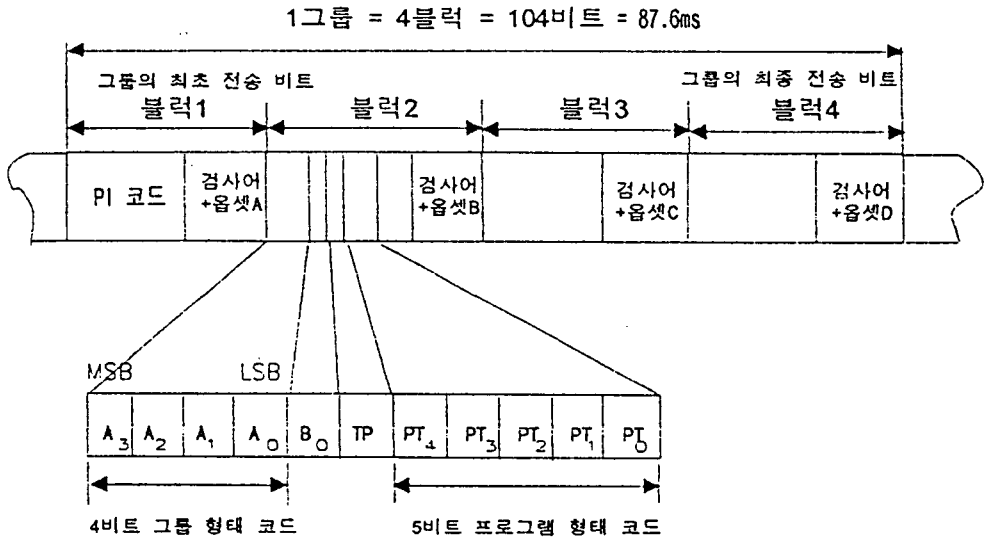 1그룹 = 4블럭 = 104비트 = 87.6ms
그룹의 최초 전송 비트 그룹의 최종 전송 비트
블럭1 블럭2 블럭3 블럭4
PI 코드 검사어 +옵셋A 검사어 +옵셋B 검사어 +옵셋C 검사어 +옵셋D
MSB LSB
A3 A2 A1 A0 B0 TP PT4 PT3 PT2 PT1 PT0
4비트 그룹 형태 코드 5비트 프로그램 형태 코드